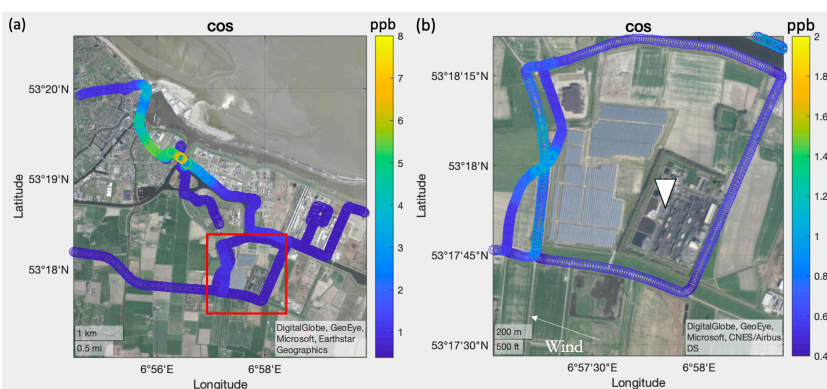 (a)
COS
ppb
53°20'N
53°19'N
53°18'N
Latitude
8
7
6
5
4
3
2
1
1 km
0.5 mi
DigitalGlobe, GeoEye,
Microsoft, Earthstar
Geographics
6°56'E
6°58'E
Longitude
(b)
COS
ppb
53°18'15"N
53°18'N
53°17'45"N
53°17'30"N
Latitude
2
1.8
1.6
1.4
1.2
1
0.8
0.6
0.4
200 m
500 ft
Wind
DigitalGlobe, GeoEye,
Microsoft, CNES/Airbus
DS
6°57'30"E
6°58'E
Longitude